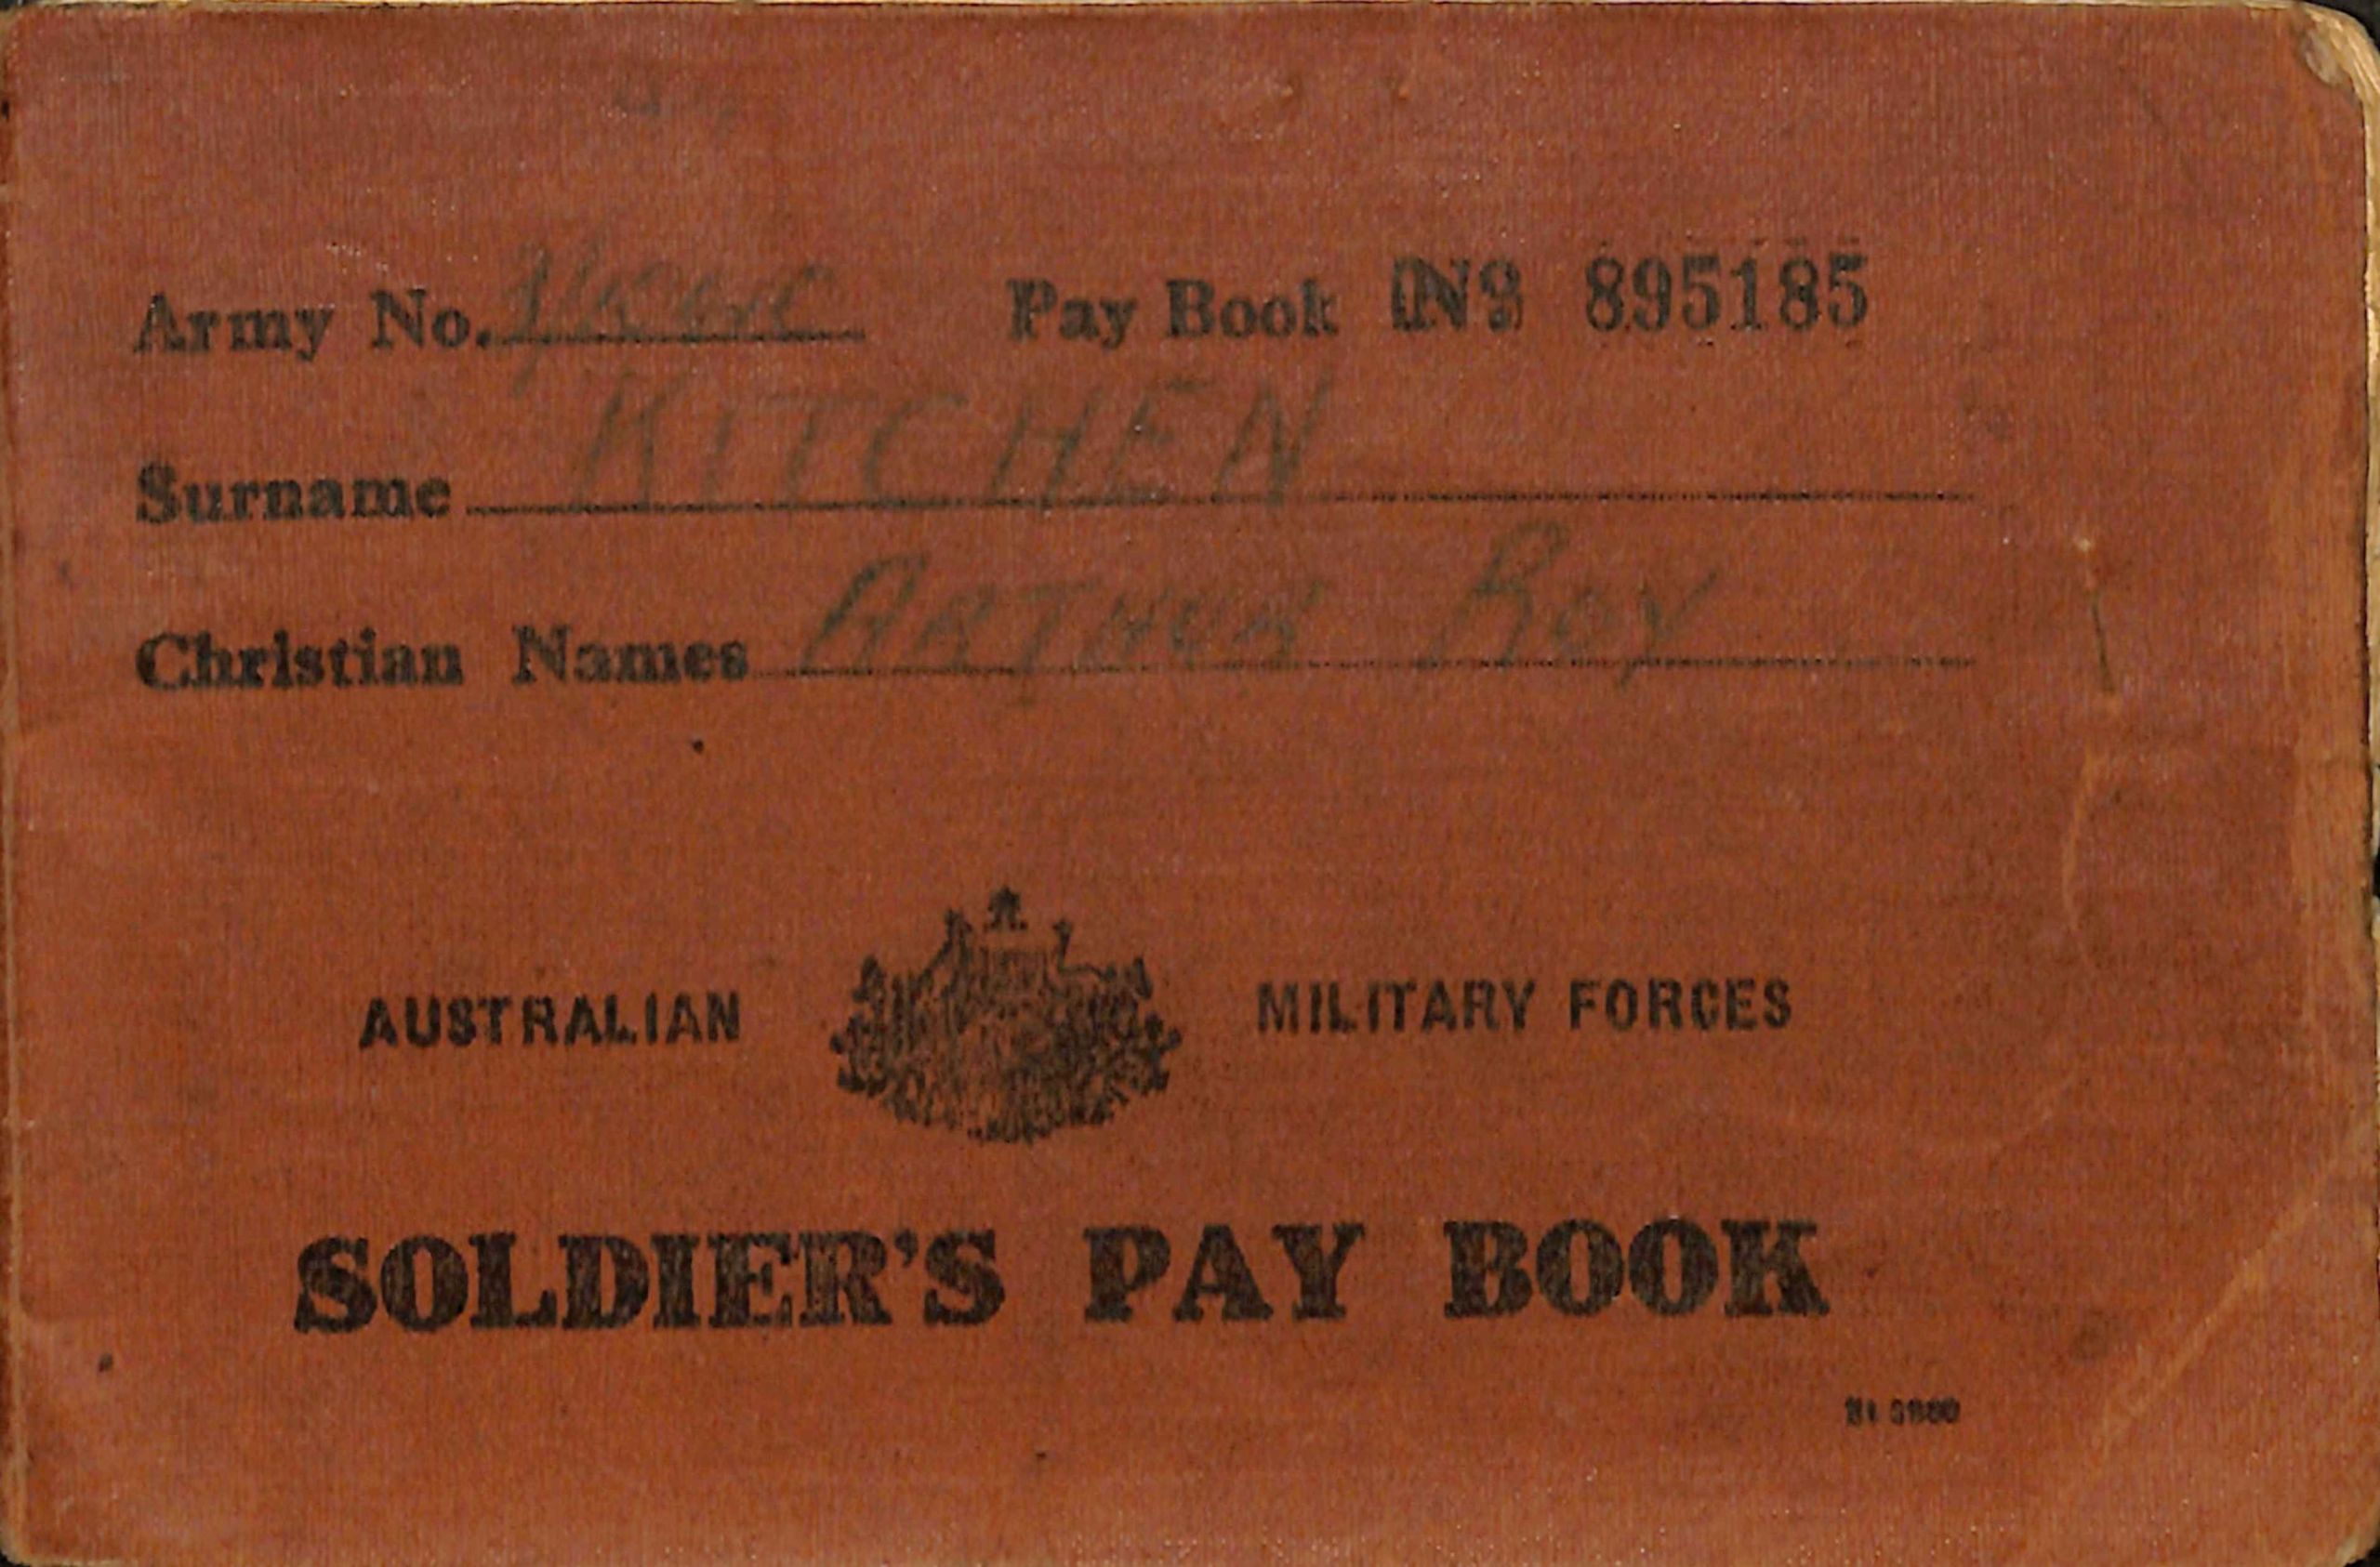 Army No. Pay Book Nº 895185
Surname KITCHEN
Christian Names ARTHUR ROY
AUSTRALIAN MILITARY FORCES
SOLDIER'S PAY BOOK